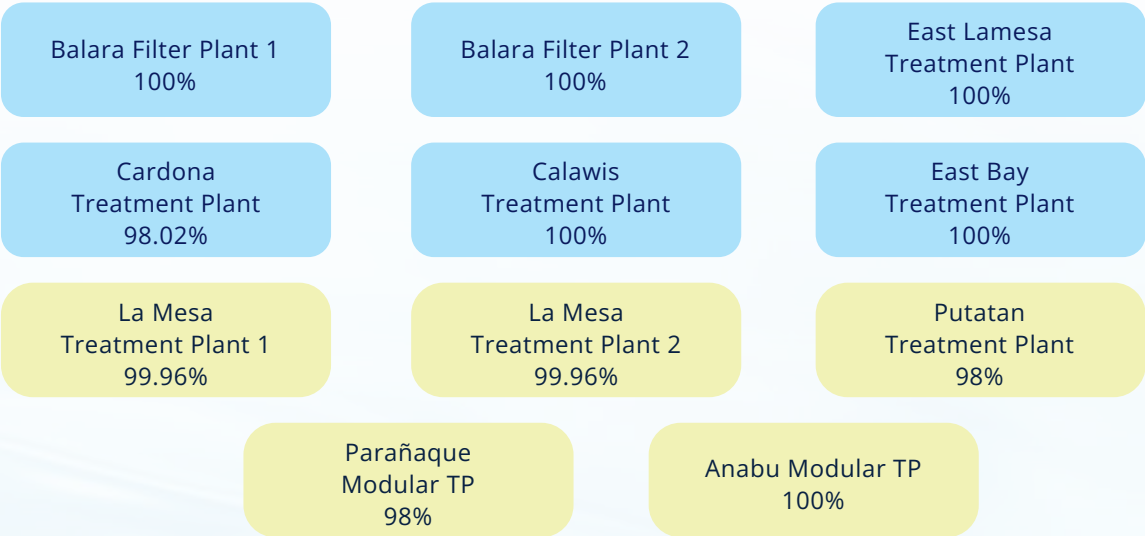 Balara Filter Plant 1
100%
Balara Filter Plant 2
100%
East Lamesa
Treatment Plant
100%
Cardona
Treatment Plant
98.02%
Calawis
Treatment Plant
100%
East Bay
Treatment Plant
100%
La Mesa
Treatment Plant 1
99.96%
La Mesa
Treatment Plant 2
99.96%
Putatan
Treatment Plant
98%
Parañaque
Modular TP
98%
Anabu Modular TP
100%